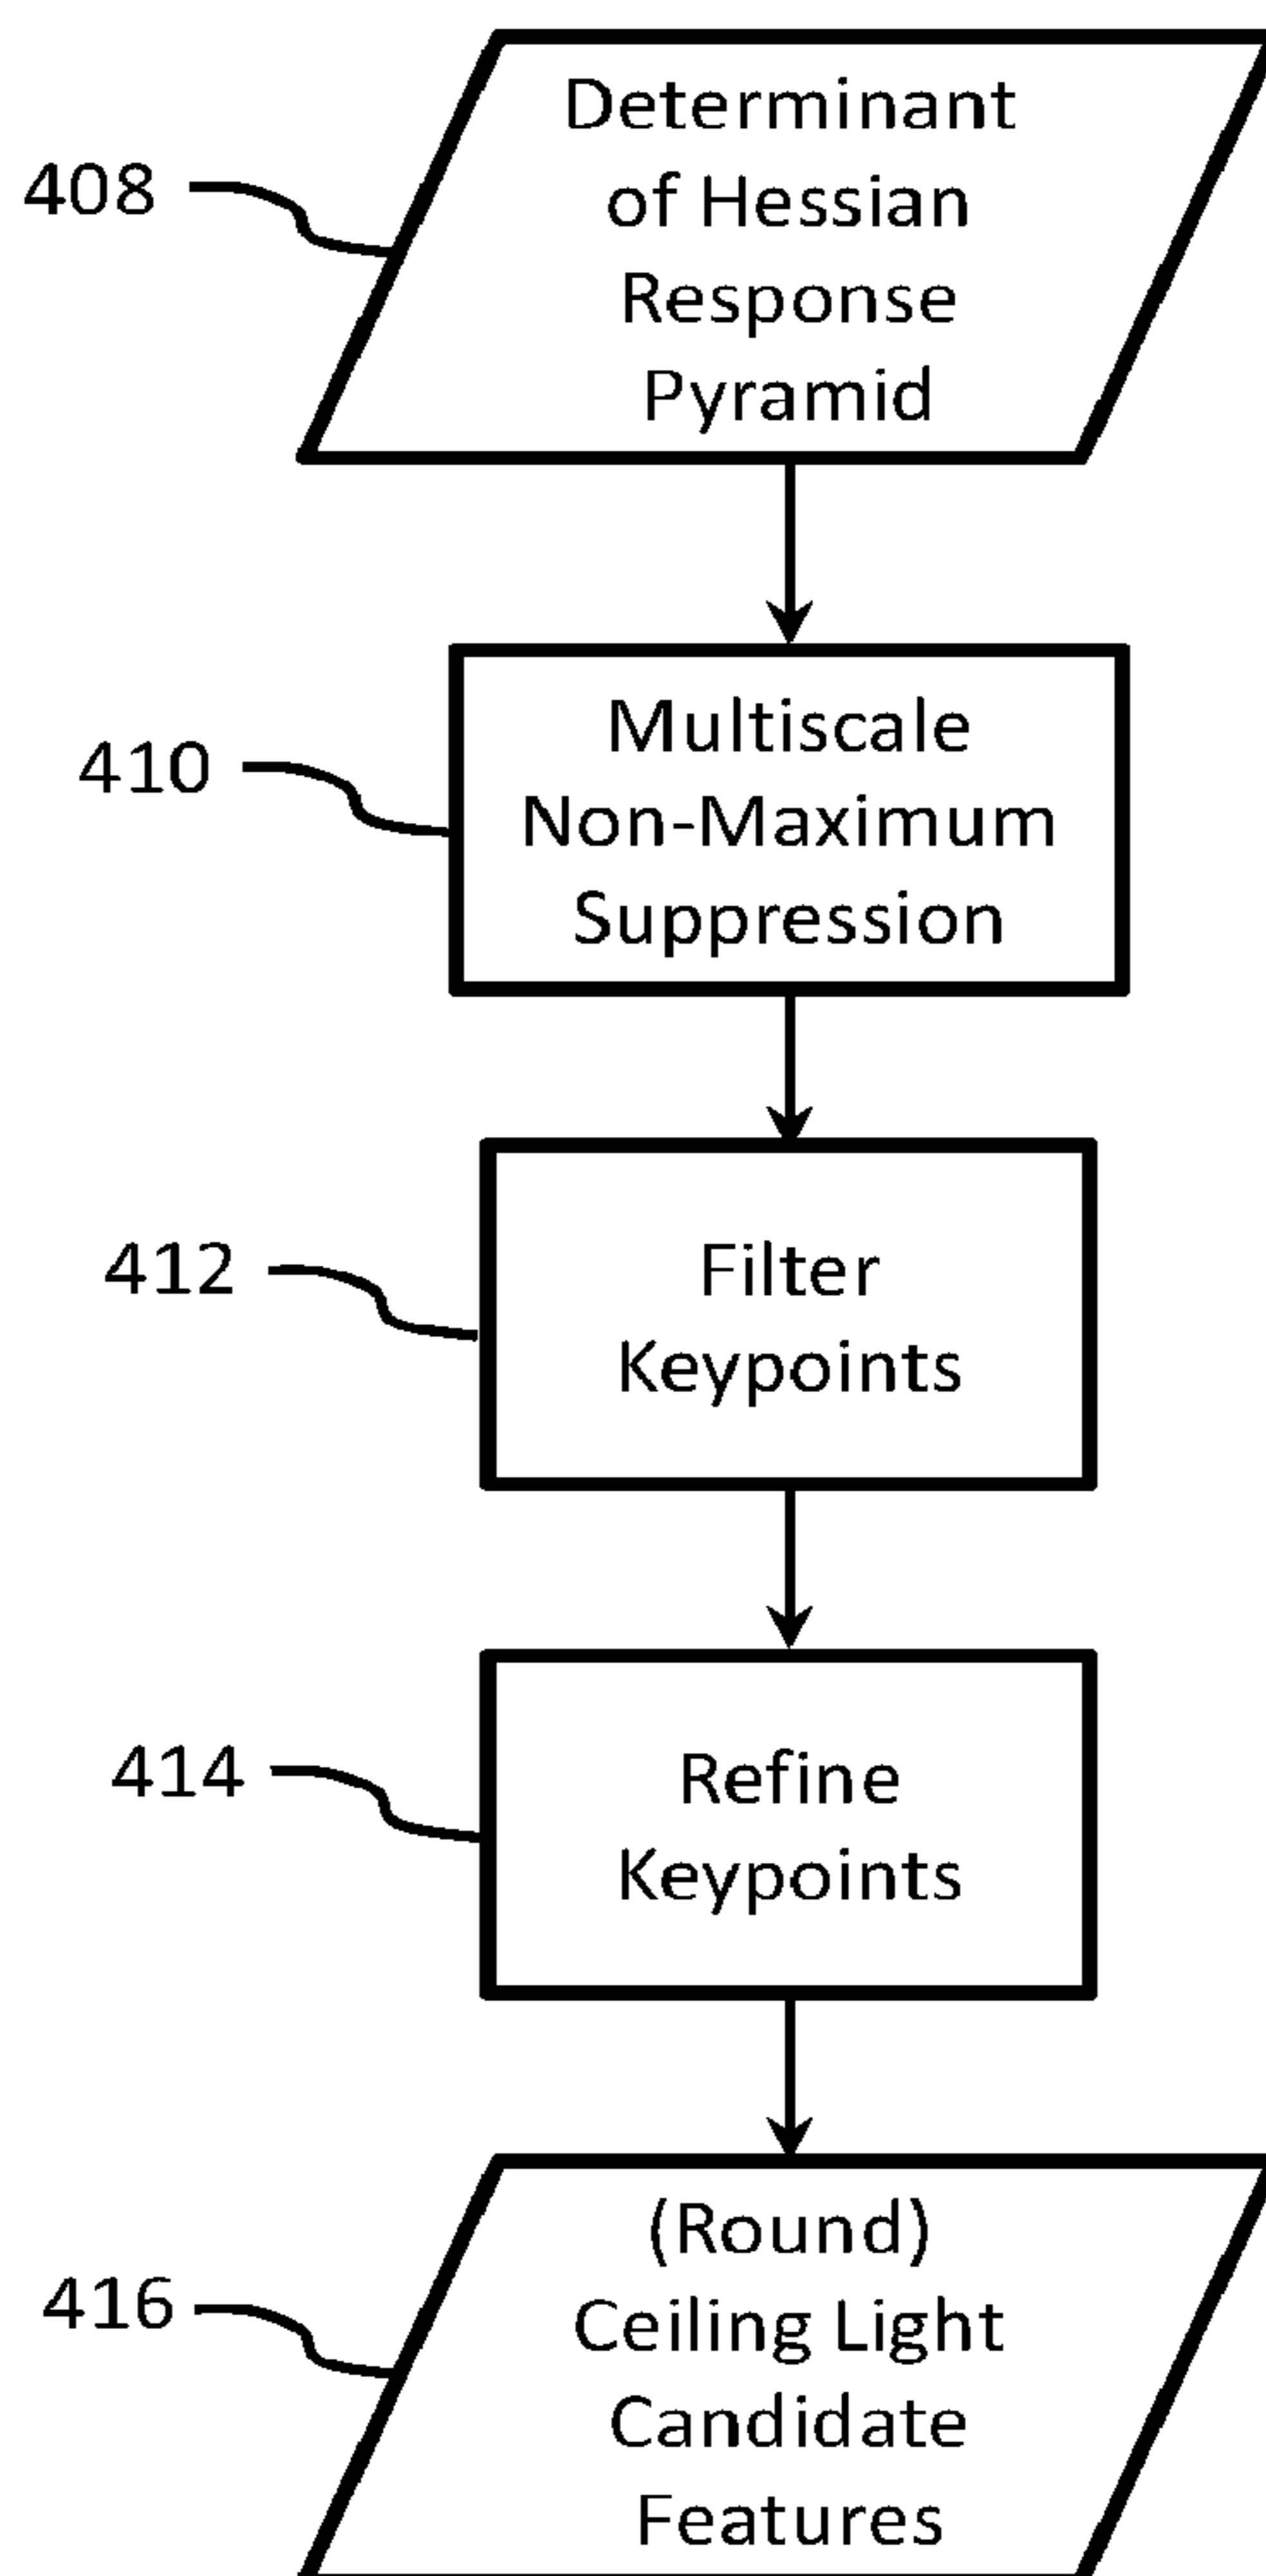 408
Determinant
of Hessian
Response
Pyramid
410
Multiscale
Non-Maximum
Suppression
412
Filter
Keypoints
414
Refine
Keypoints
416
(Round)
Ceiling Light
Candidate
Features